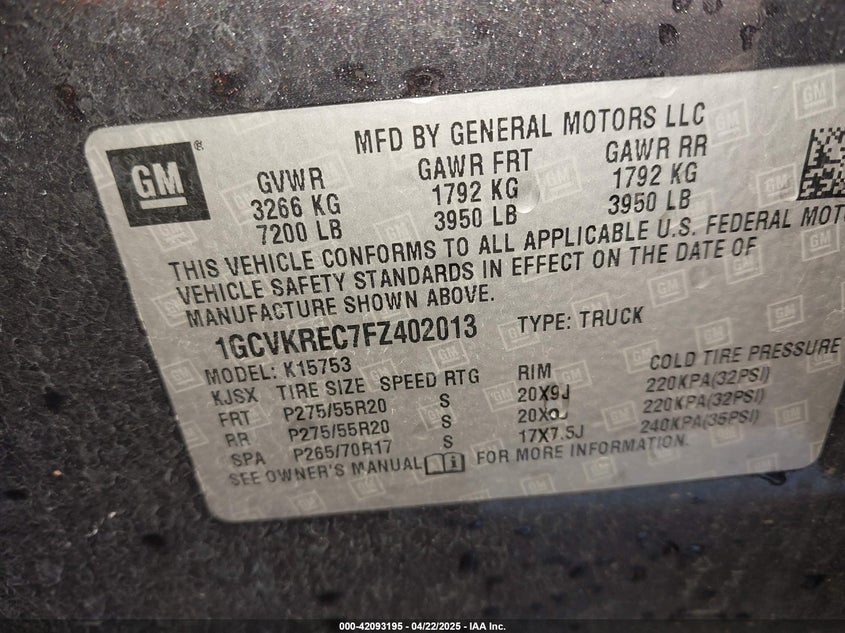 MFD BY GENERAL MOTORS LLC
GM®
GVWR GAWR FRT GAWR RR
3266 KG 1792 KG 1792 KG
7200 LB 3950 LB 3950 LB
THIS VEHICLE CONFORMS TO ALL APPLICABLE U.S. FEDERAL MOT
VEHICLE SAFETY STANDARDS IN EFFECT ON THE DATE OF
MANUFACTURE SHOWN ABOVE.
1GCVKREC7FZ402013 TYPE: TRUCK
MODEL: K15753
KJSX TIRE SIZE SPEED RTG RIM COLD TIRE PRESSURE
FRT P275/55R20 S 20X9J 220KPA(32PSI)
RR P275/55R20 S 220KPA(32PSI)
SPA P265/70R17 S 17X7.5J 240KPA(35PSI)
SEE OWNER'S MANUAL FOR MORE INFORMATION.
000-42093195 - 04/22/2025 - IAA Inc.